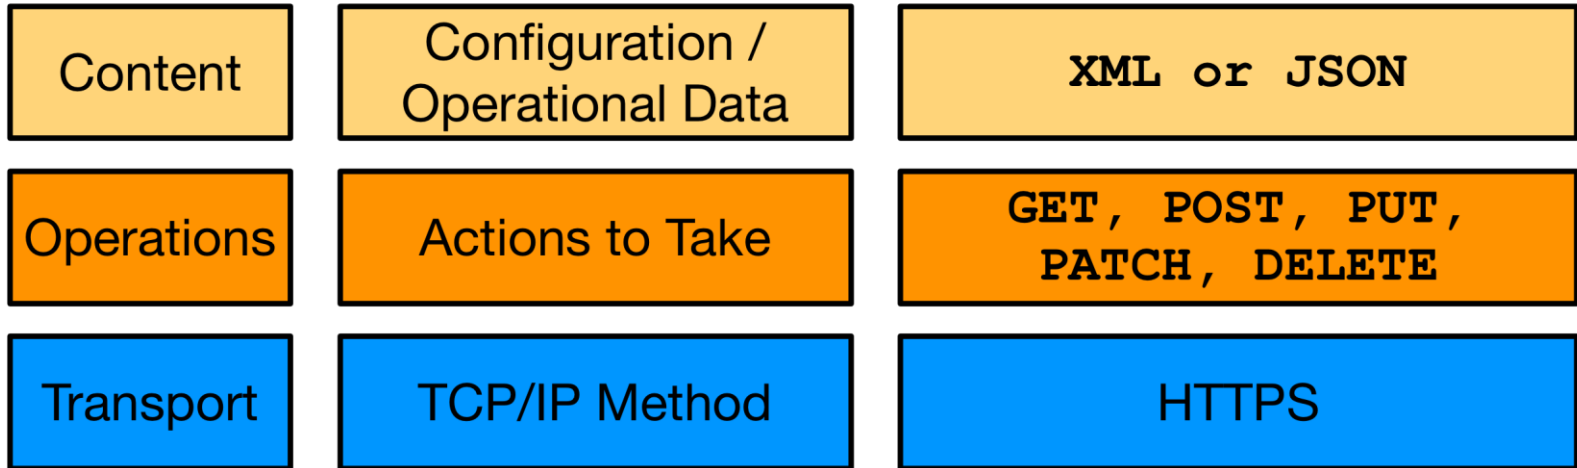 Content
Configuration /
Operational Data
XML or JSON
Operations
Actions to Take
GET, POST, PUT,
PATCH, DELETE
Transport
TCP/IP Method
HTTPS